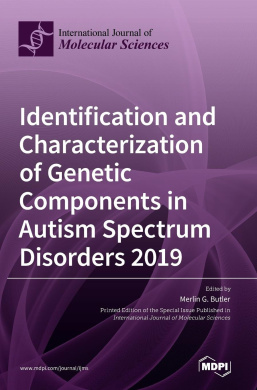 International Journal of
Molecular Sciences
Identification and
Characterization
of Genetic
Components in
Autism Spectrum
Disorders 2019
Edited by
Merlin G. Butler
Printed Edition of the Special Issue Published in
International Journal of Molecular Sciences
www.mdpi.com/journal/ijms
MDPI